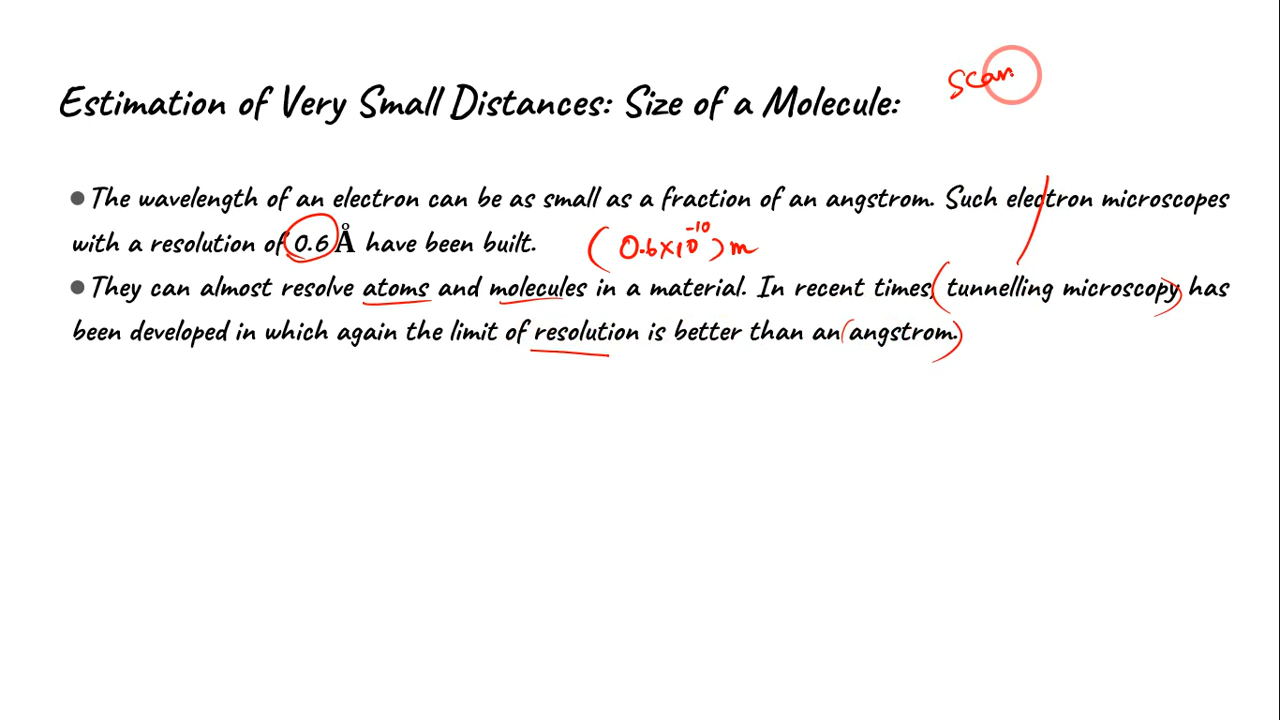 scan
Estimation of Very Small Distances: Size of a Molecule:
● The wavelength of an electron can be as small as a fraction of an angstrom. Such electron microscopes
with a resolution of 0.6 Å have been built. (0.6×10⁻¹⁰) m
● They can almost resolve atoms and molecules in a material. In recent times, (tunnelling microscopy) has
been developed in which again the limit of resolution is better than an (angstrom.)